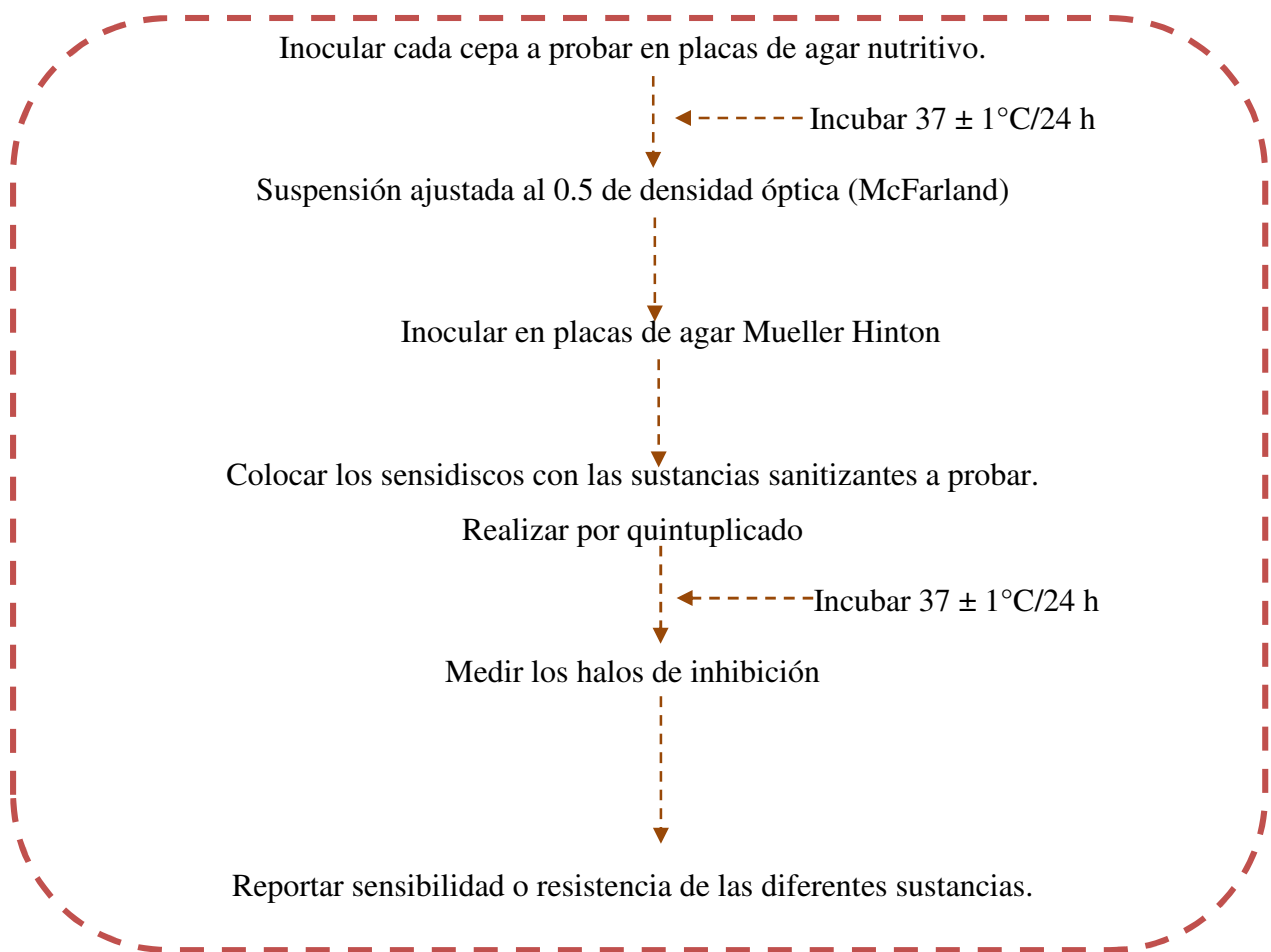 Inocular cada cepa a probar en placas de agar nutritivo.
Incubar 37 ± 1°C/24 h
Suspensión ajustada al 0.5 de densidad óptica (McFarland)
Inocular en placas de agar Mueller Hinton
Colocar los sensidiscos con las sustancias sanitizantes a probar.
Realizar por quintuplicado
Incubar 37 ± 1°C/24 h
Medir los halos de inhibición
Reportar sensibilidad o resistencia de las diferentes sustancias.